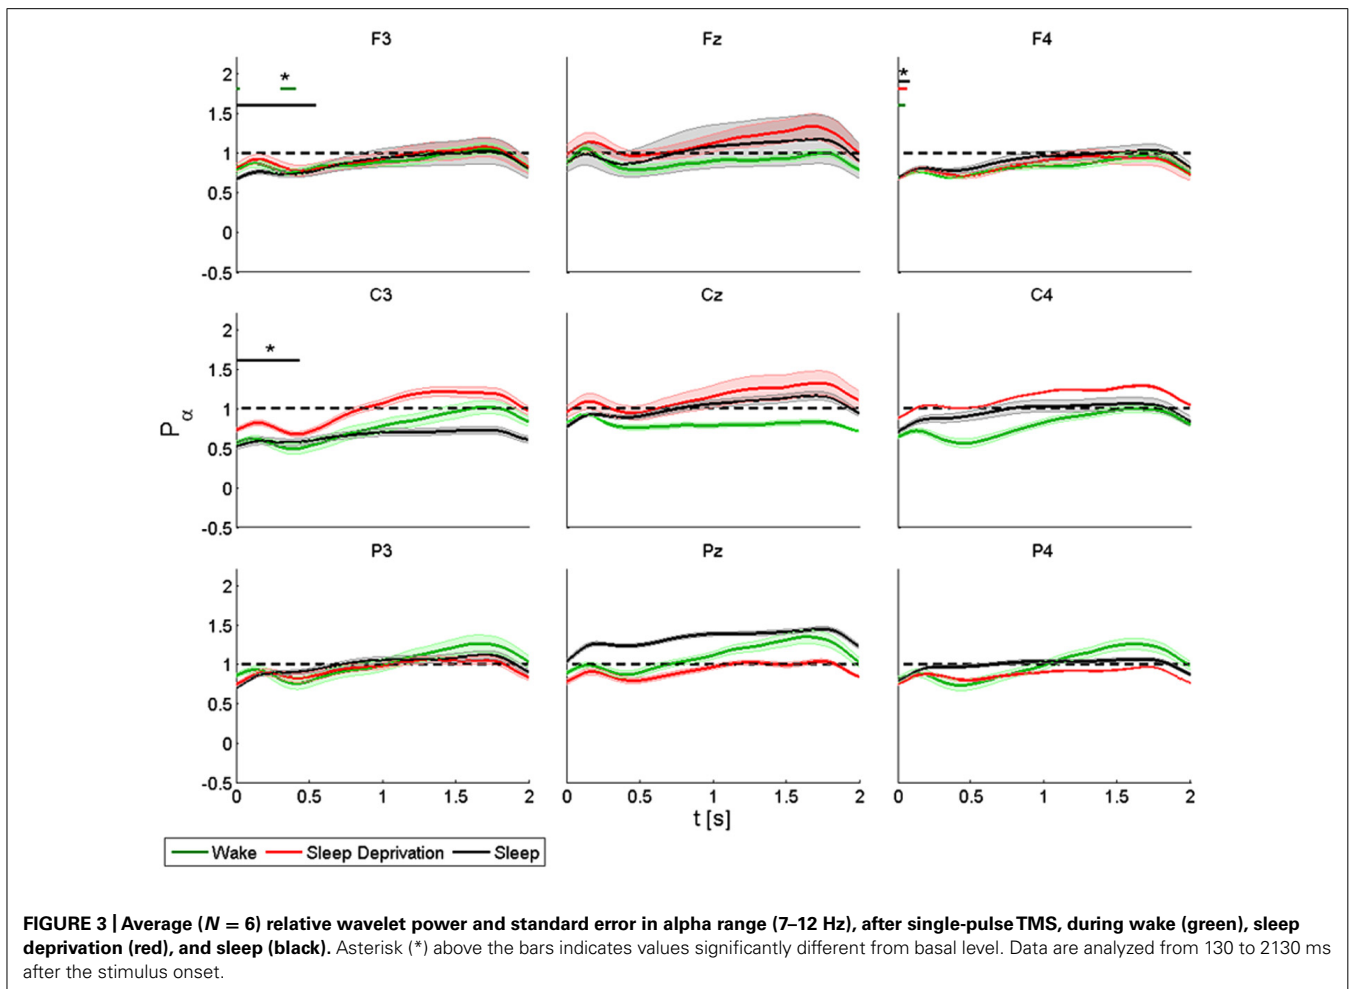 F3 Fz F4
2
1.5
1
0.5
0
-0.5
* *
C3 Cz C4
2
1.5
1
0.5
0
-0.5
*
Pα
P3 Pz P4
2
1.5
1
0.5
0
-0.5
0 0.5 1 1.5 2 0 0.5 1 1.5 2 0 0.5 1 1.5 2
t [s]
Wake Sleep Deprivation Sleep
FIGURE 3 | Average (N = 6) relative wavelet power and standard error in alpha range (7–12 Hz), after single-pulse TMS, during wake (green), sleep
deprivation (red), and sleep (black). Asterisk (*) above the bars indicates values significantly different from basal level. Data are analyzed from 130 to 2130 ms
after the stimulus onset.